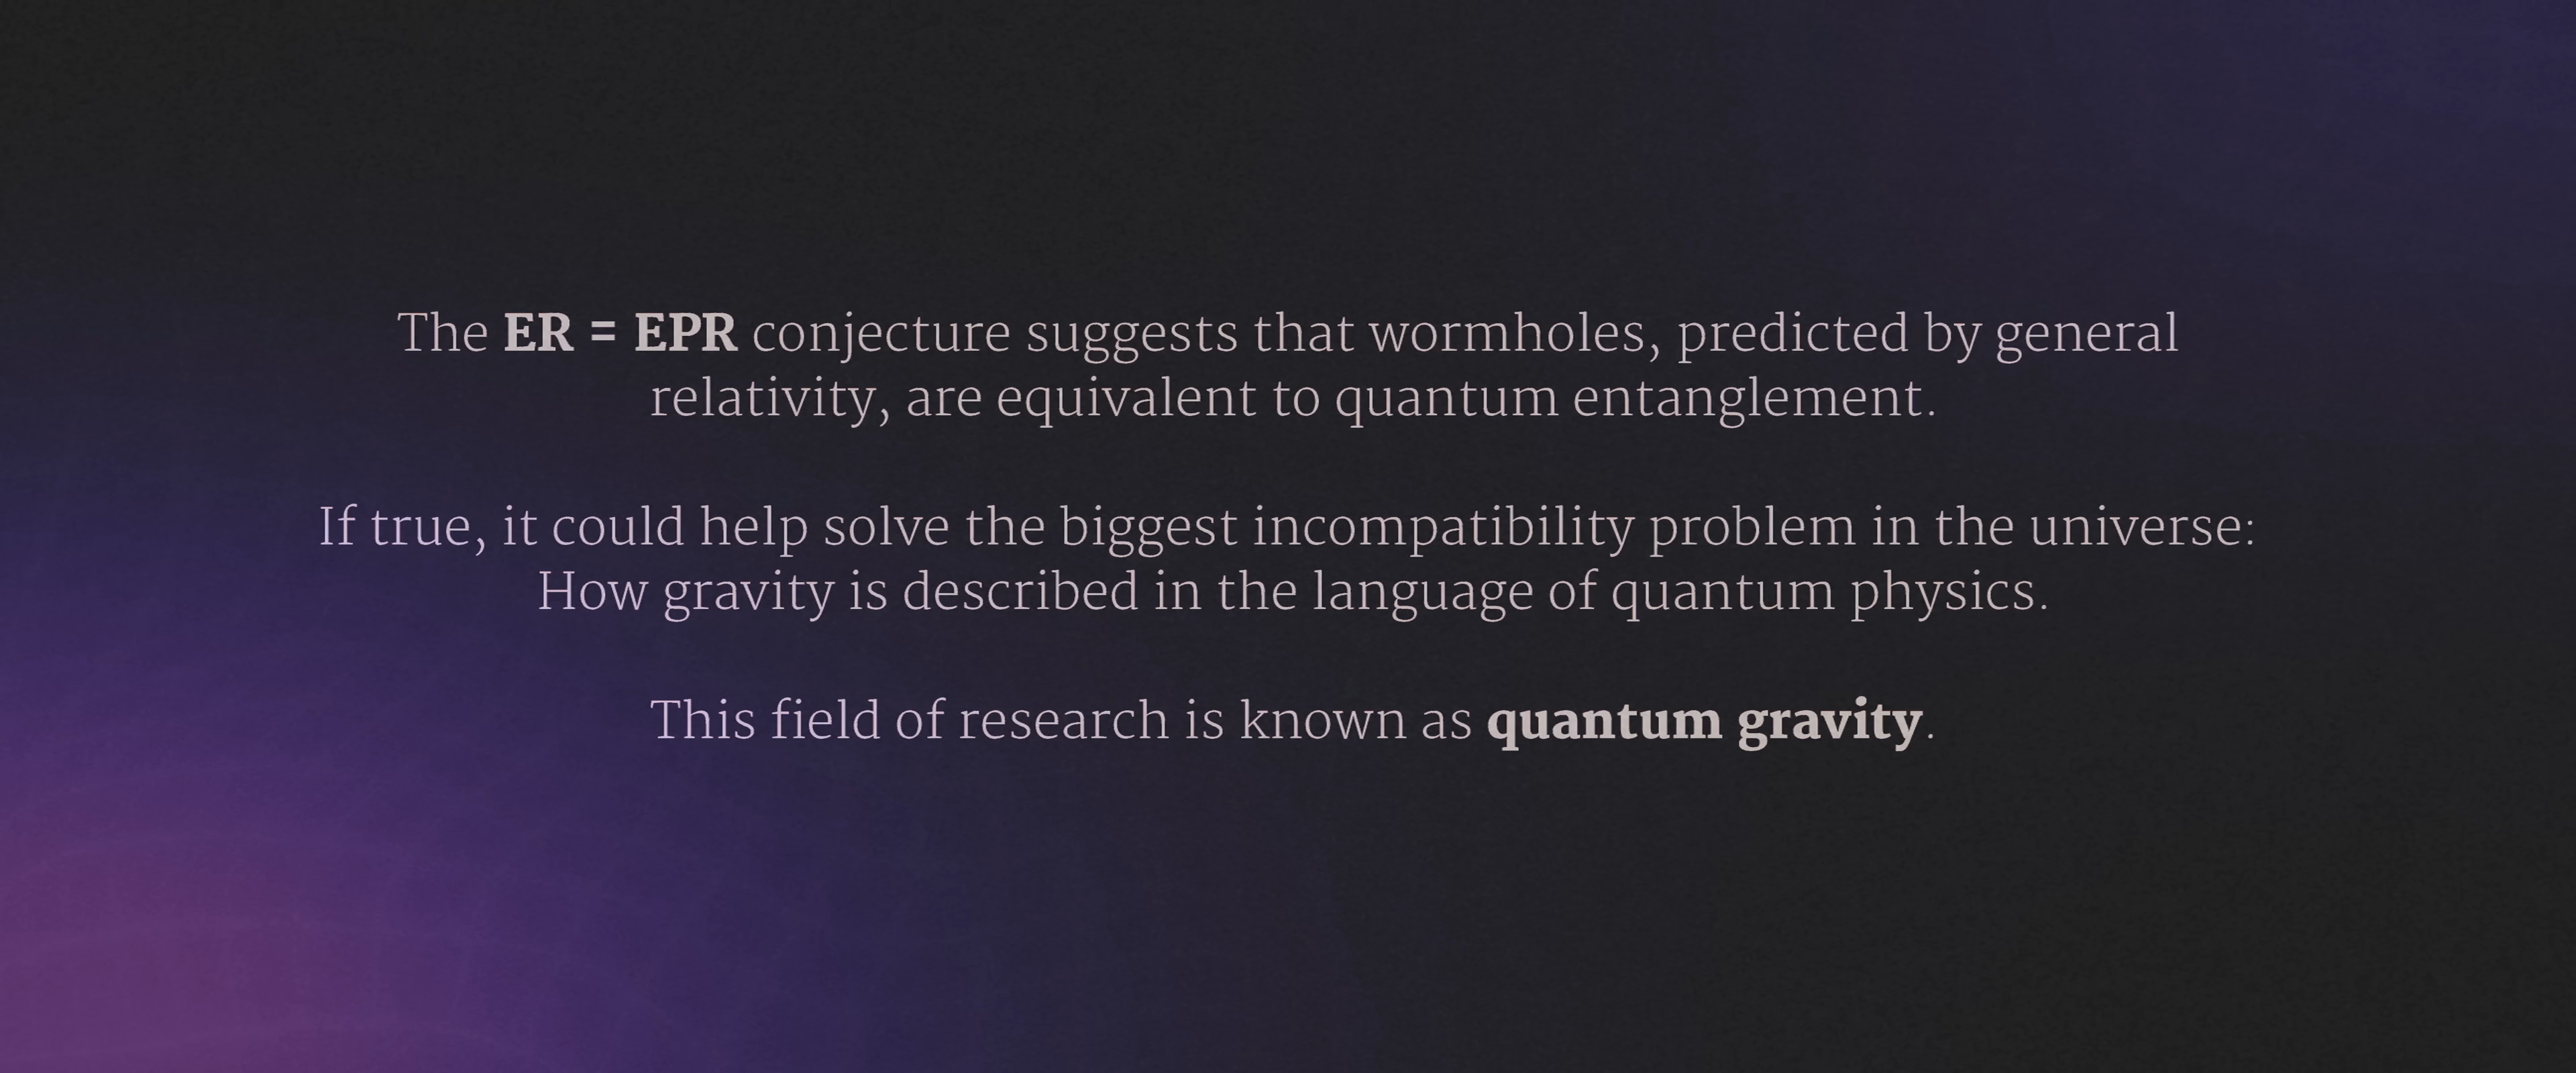 The ER = EPR conjecture suggests that wormholes, predicted by general
relativity, are equivalent to quantum entanglement.
If true, it could help solve the biggest incompatibility problem in the universe:
How gravity is described in the language of quantum physics.
This field of research is known as quantum gravity.